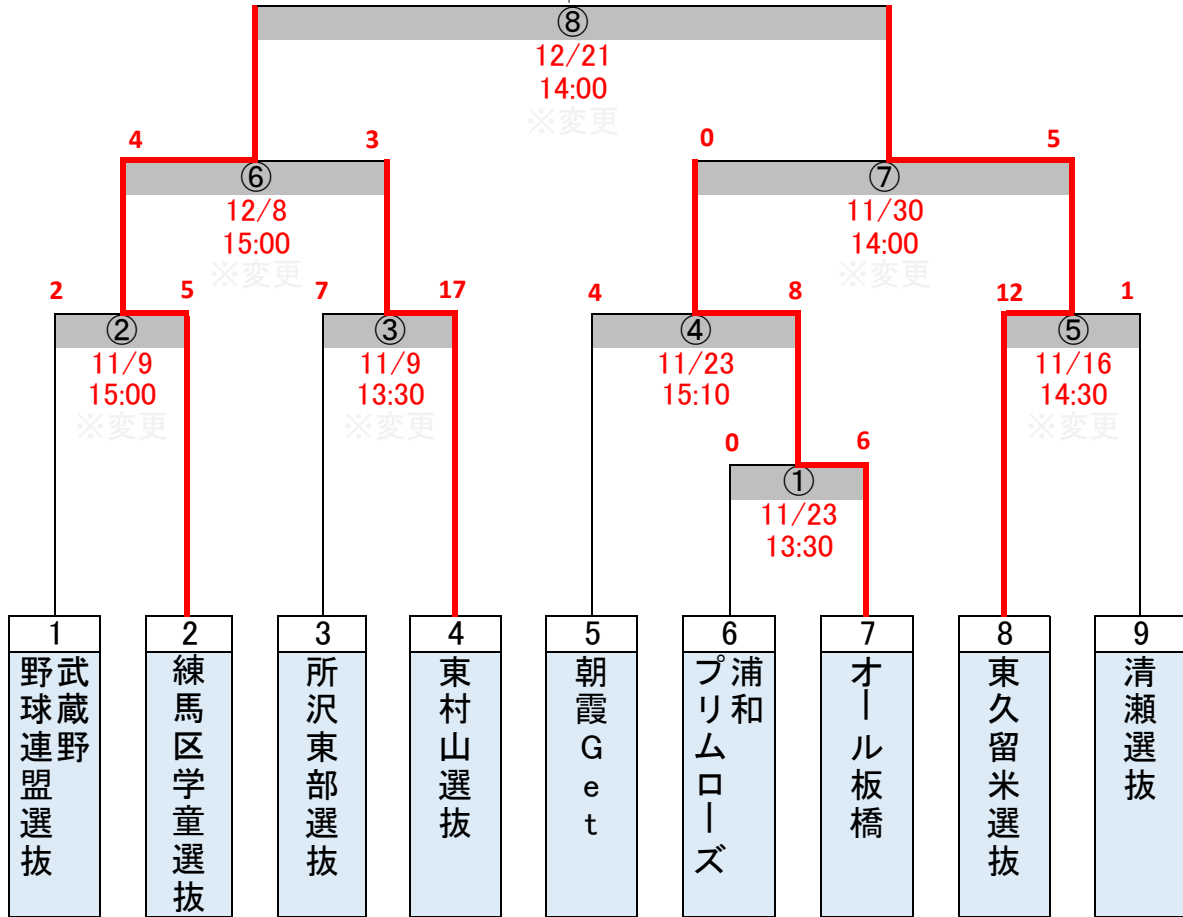 ⑧
12/21
14:00
※変更
4
3
0
5
⑥
12/8
15:00
※変更
⑦
11/30
14:00
※変更
2
5
7
17
4
8
12
1
②
11/9
15:00
※変更
③
11/9
13:30
※変更
④
11/23
15:10
⑤
11/16
14:30
※変更
0
6
①
11/23
13:30
1
武蔵野
野球連盟選抜
2
練馬区学童選抜
3
所沢東部選抜
4
東村山選抜
5
朝霞Get
6
浦和
プリムローズ
7
オール板橋
8
東久留米選抜
9
清瀬選抜